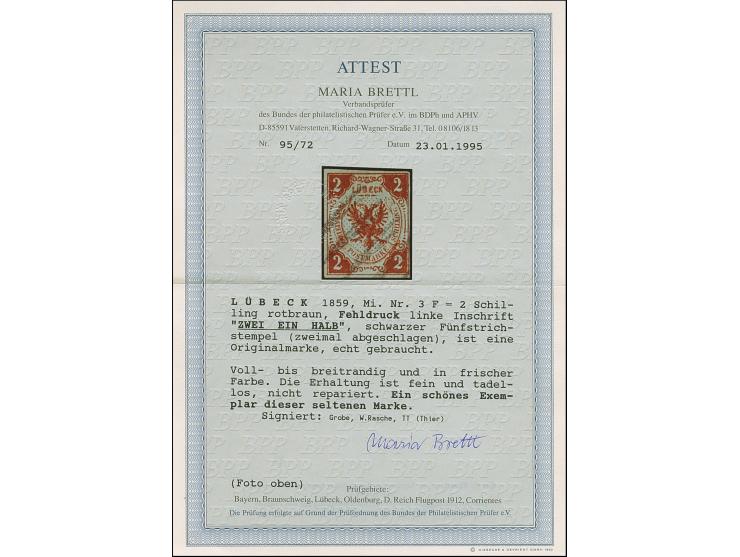 ATTEST
MARIA BRETTL
Verbandsprüfer
des Bundes der philatelistischen Prüfer e.V. im BDPh und APHV
D-85591 Vaterstetten, Richard-Wagner-Straße 31, Tel. 0 8106/18 13
Nr. 95/72 Datum 23.01.1995
2 2
LÜBECK
POSTMARKE
2 2
LÜBECK 1859, Mi. Nr. 3 F = 2 Schil-
ling rotbraun, Fehldruck linke Inschrift
"ZWEI EIN HALB", schwarzer Fünfstrich-
stempel (zweimal abgeschlagen), ist eine
Originalmarke, echt gebraucht.
Voll- bis breitrandig und in frischer
Farbe. Die Erhaltung ist fein und tadel-
los, nicht repariert. Ein schönes Exem-
plar dieser seltenen Marke.
Signiert: Grobe, W.Rasche, TT (Thier)
Maria Brettl
(Foto oben)
Prüfgebiete:
Bayern, Braunschweig, Lübeck, Oldenburg, D. Reich Flugpost 1912, Corrientes
Die Prüfung erfolgte auf Grund der Prüfordnung des Bundes der Philatelistischen Prüfer e.V.